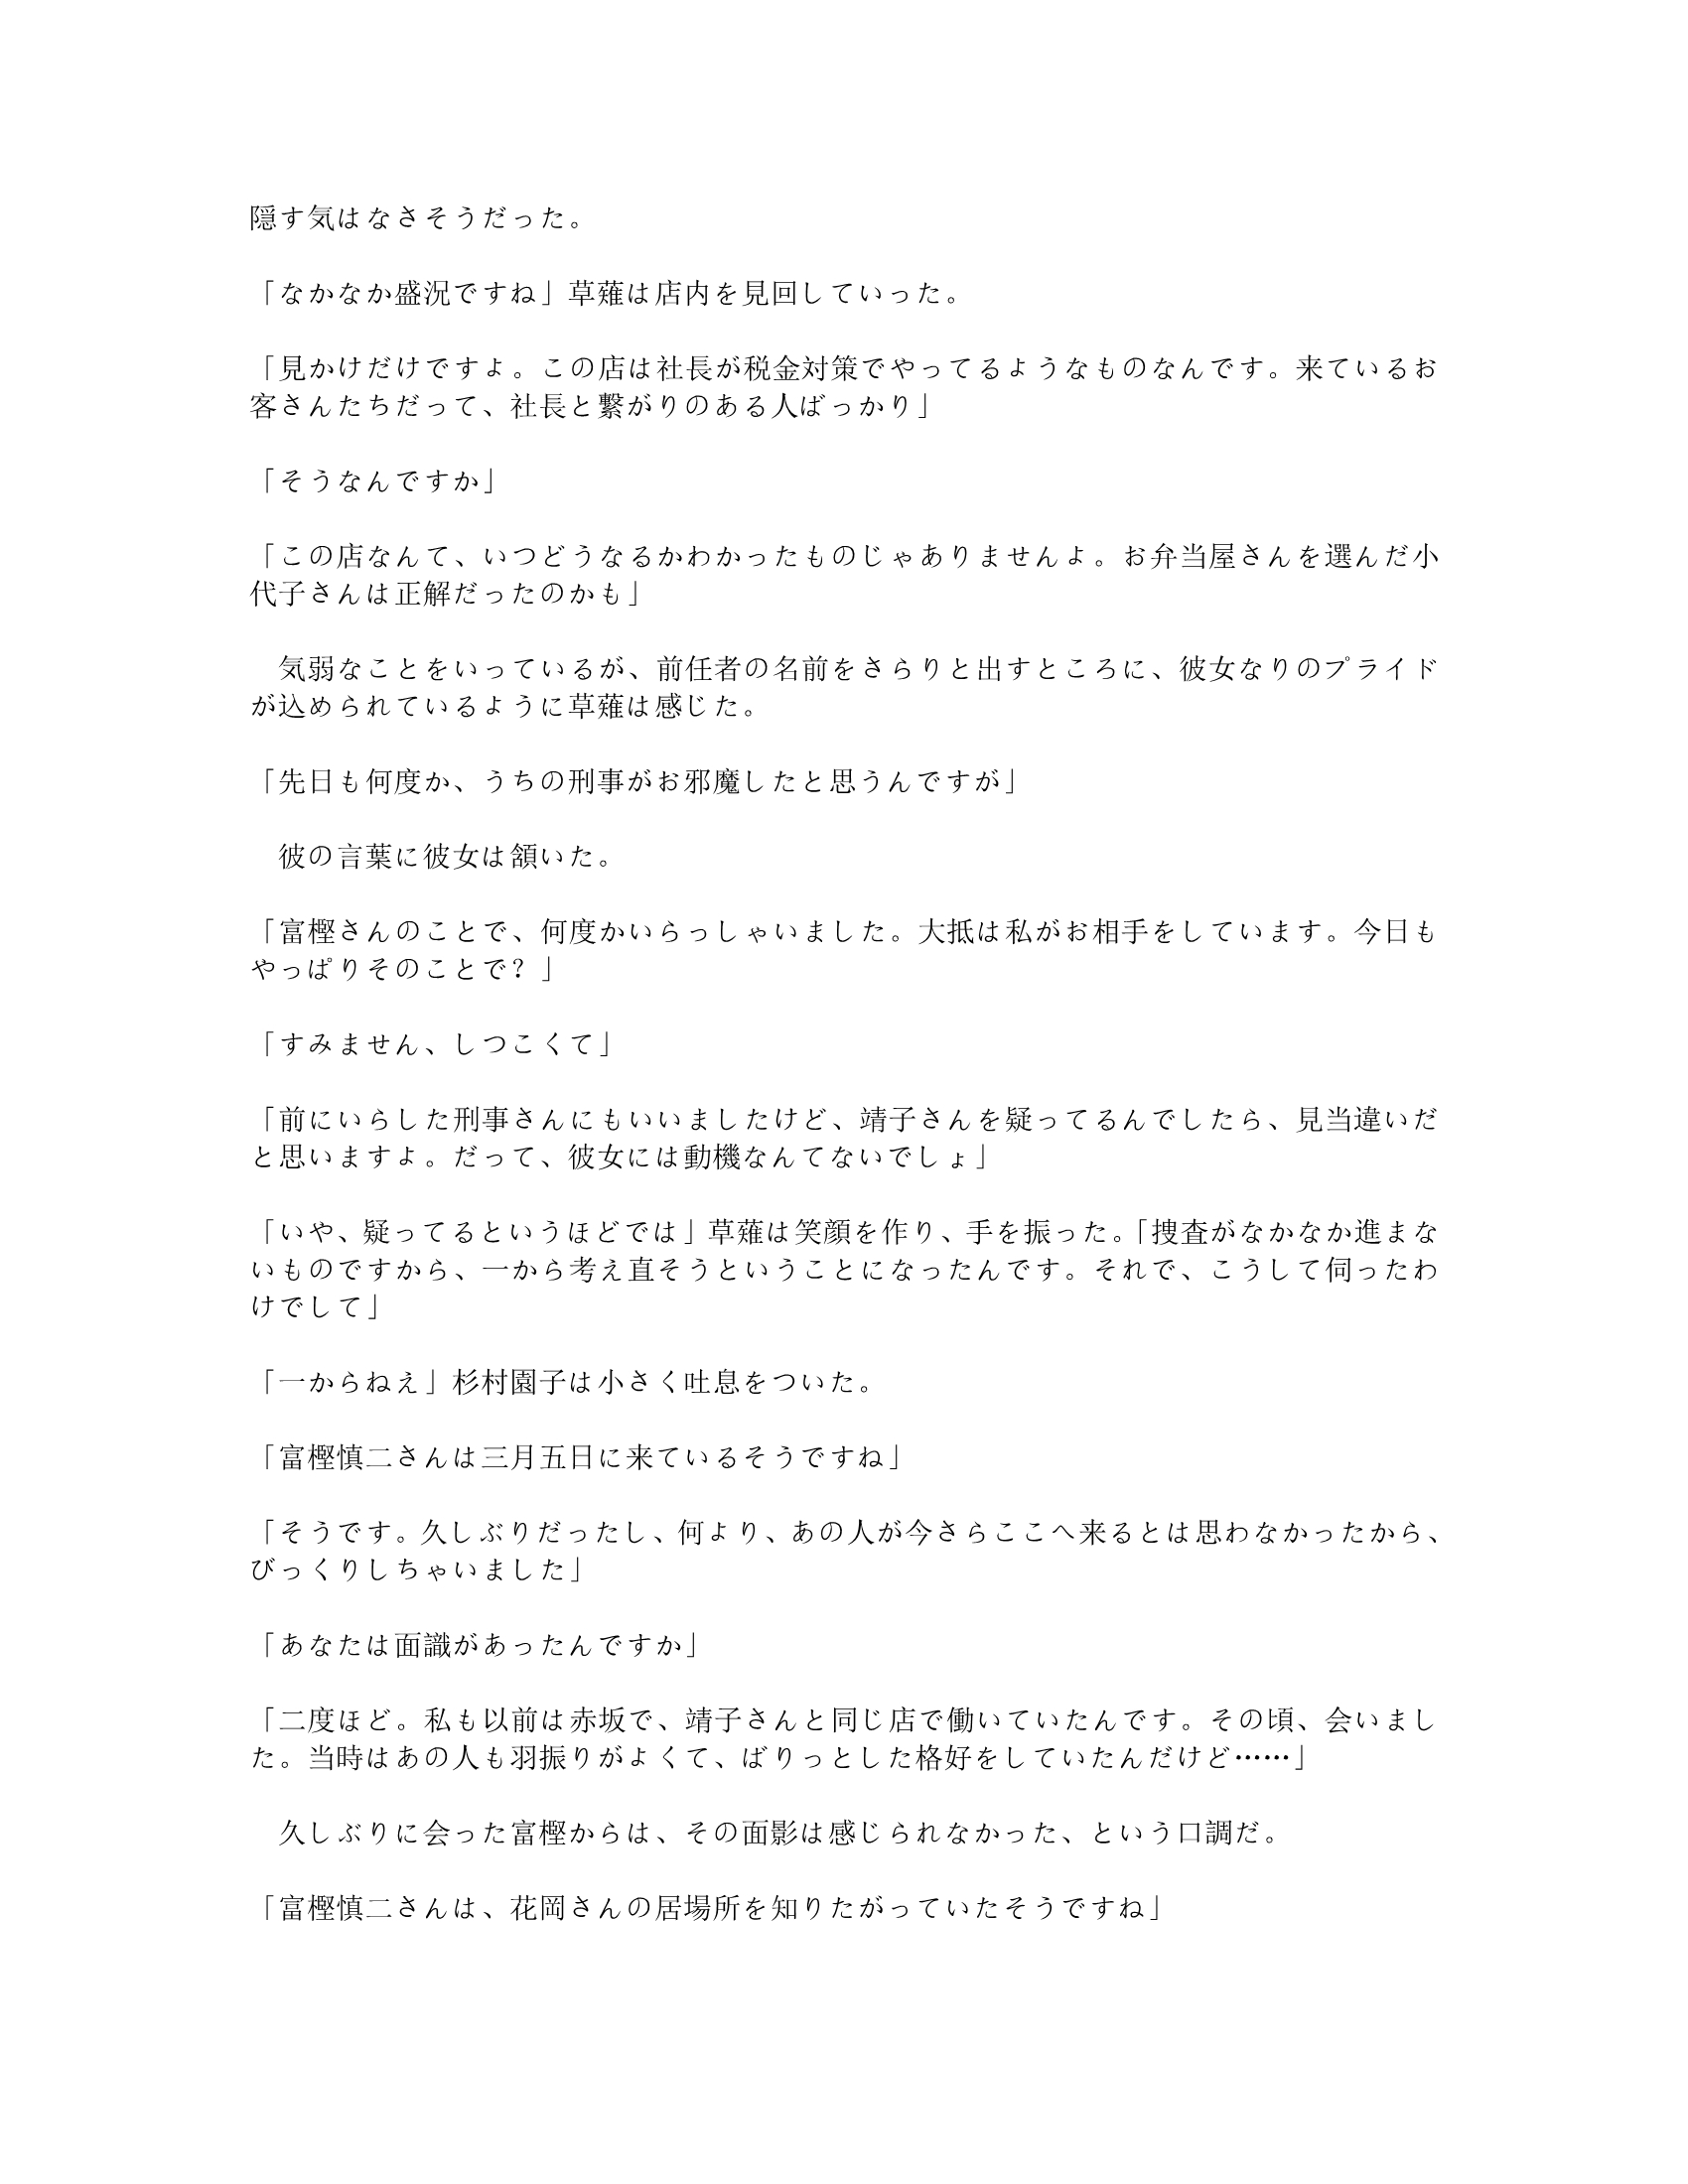 隠す気はなさそうだった。
「なかなか盛況ですね」草薙は店内を見回していった。
「見かけだけですよ。この店は社長が税金対策でやってるようなものなんです。来ているお
客さんたちだって、社長と繋がりのある人ばっかり」
「そうなんですか」
「この店なんて、いつどうなるかわかったものじゃありませんよ。お弁当屋さんを選んだ小
代子さんは正解だったのかも」
　気弱なことをいっているが、前任者の名前をさらりと出すところに、彼女なりのプライド
が込められているように草薙は感じた。
「先日も何度か、うちの刑事がお邪魔したと思うんですが」
　彼の言葉に彼女は頷いた。
「富樫さんのことで、何度かいらっしゃいました。大抵は私がお相手をしています。今日も
やっぱりそのことで？」
「すみません、しつこくて」
「前にいらした刑事さんにもいいましたけど、靖子さんを疑ってるんでしたら、見当違いだ
と思いますよ。だって、彼女には動機なんてないでしょ」
「いや、疑ってるというほどでは」草薙は笑顔を作り、手を振った。「捜査がなかなか進まな
いものですから、一から考え直そうということになったんです。それで、こうして伺ったわ
けでして」
「一からねえ」杉村園子は小さく吐息をついた。
「富樫慎二さんは三月五日に来ているそうですね」
「そうです。久しぶりだったし、何より、あの人が今さらここへ来るとは思わなかったから、
びっくりしちゃいました」
「あなたは面識があったんですか」
「二度ほど。私も以前は赤坂で、靖子さんと同じ店で働いていたんです。その頃、会いまし
た。当時はあの人も羽振りがよくて、ばりっとした格好をしていたんだけど……」
　久しぶりに会った富樫からは、その面影は感じられなかった、という口調だ。
「富樫慎二さんは、花岡さんの居場所を知りたがっていたそうですね」